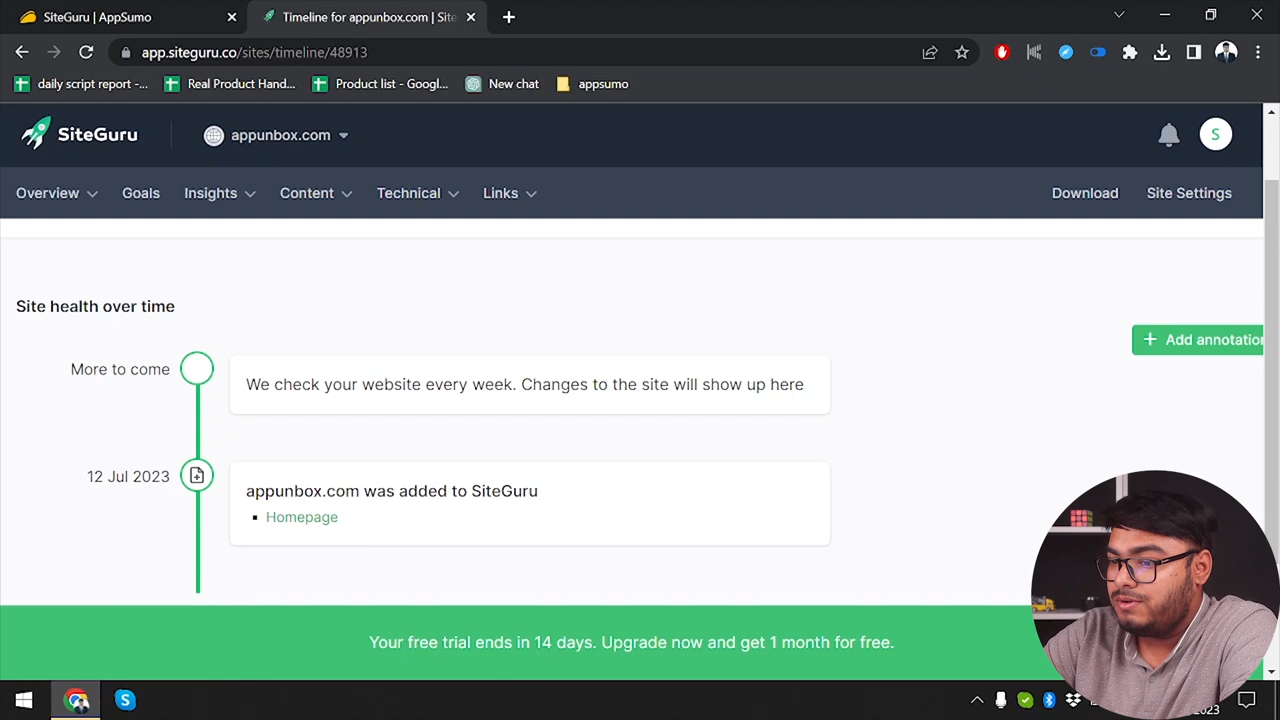 SiteGuru | AppSumo
Timeline for appunbox.com | Site
app.siteguru.co/sites/timeline/48913
daily script report -...
Real Product Hand...
Product list - Googl...
New chat
appsumo
SiteGuru
appunbox.com
S
Overview
Goals
Insights
Content
Technical
Links
Download
Site Settings
Site health over time
+ Add annotation
More to come
We check your website every week. Changes to the site will show up here
12 Jul 2023
appunbox.com was added to SiteGuru
Homepage
Your free trial ends in 14 days. Upgrade now and get 1 month for free.